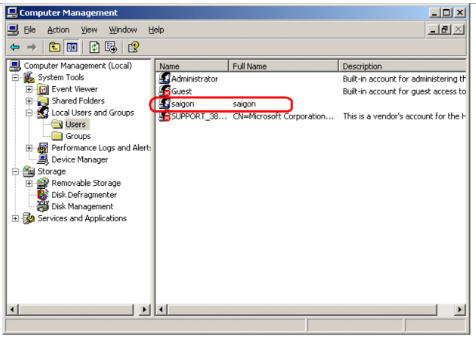 Computer Management
File Action View Window Help
Computer Management (Local)
System Tools
Event Viewer
Shared Folders
Local Users and Groups
Users
Groups
Performance Logs and Alert
Device Manager
Storage
Removable Storage
Disk Defragmenter
Disk Management
Services and Applications
Name Full Name Description
Administrator Built-in account for administering th
Guest Built-in account for guest access to
saigon saigon
SUPPORT_38... CN=Microsoft Corporation... This is a vendor's account for the H